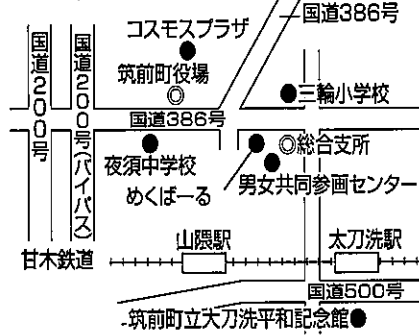 国道386号
コスモスプラザ
国道200号
国道200号(バイパス)
筑前町役場
三輪小学校
国道386号
総合支所
夜須中学校
めくばーる
男女共同参画センター
山隈駅
太刀洗駅
甘木鉄道
国道500号
筑前町立大刀洗平和記念館